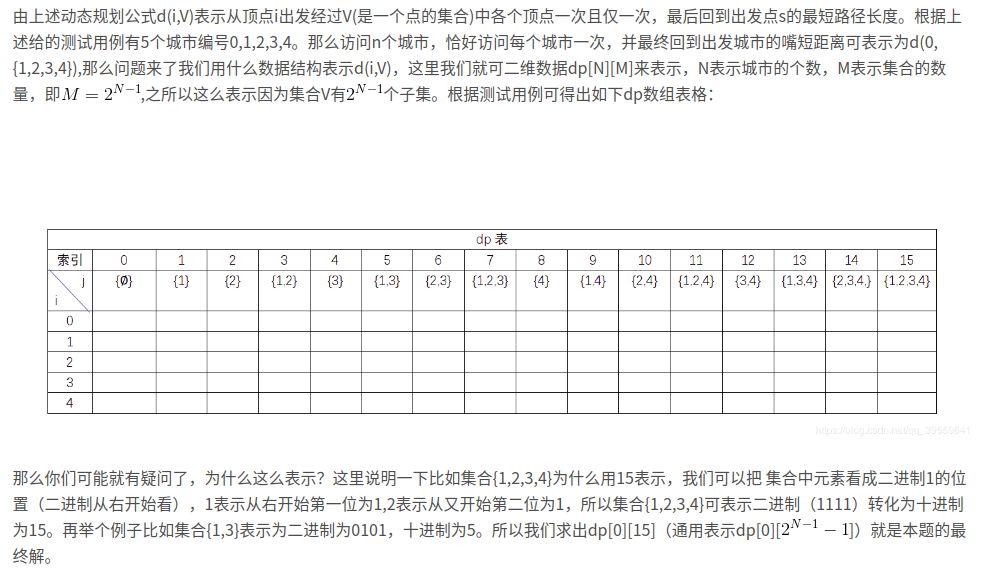 由上述动态规划公式d(i,V)表示从顶点i出发经过V(是一个点的集合)中各个顶点一次且仅一次，最后回到出发点s的最短路径长度。根据上
述给的测试用例有5个城市编号0,1,2,3,4。那么访问n个城市，恰好访问每个城市一次，并最终回到出发城市的嘴短距离可表示为d(0,
{1,2,3,4}),那么问题来了我们用什么数据结构表示d(i,V)，这里我们就可二维数据dp[N][M]来表示，N表示城市的个数，M表示集合的数
量，即M = 2^{N-1},之所以这么表示因为集合V有2^{N-1}个子集。根据测试用例可得出如下dp数组表格：
dp 表
索引 0 1 2 3 4 5 6 7 8 9 10 11 12 13 14 15
j {∅} {1} {2} {1,2} {3} {1,3} {2,3} {1,2,3} {4} {1.4} {2,4} {1.2,4} {3,4} {1.3,4} {2,3,4,} {1,2,3,4}
i
0
1
2
3
4
https://blog.csdn.net/qq_39559641
那么你们可能就有疑问了，为什么这么表示？这里说明一下比如集合{1,2,3,4}为什么用15表示，我们可以把 集合中元素看成二进制1的位
置（二进制从右开始看），1表示从右开始第一位为1,2表示从又开始第二位为1，所以集合{1,2,3,4}可表示二进制（1111）转化为十进制
为15。再举个例子比如集合{1,3}表示为二进制为0101，十进制为5。所以我们求出dp[0][15]（通用表示dp[0][2^{N-1} - 1]）就是本题的最
终解。